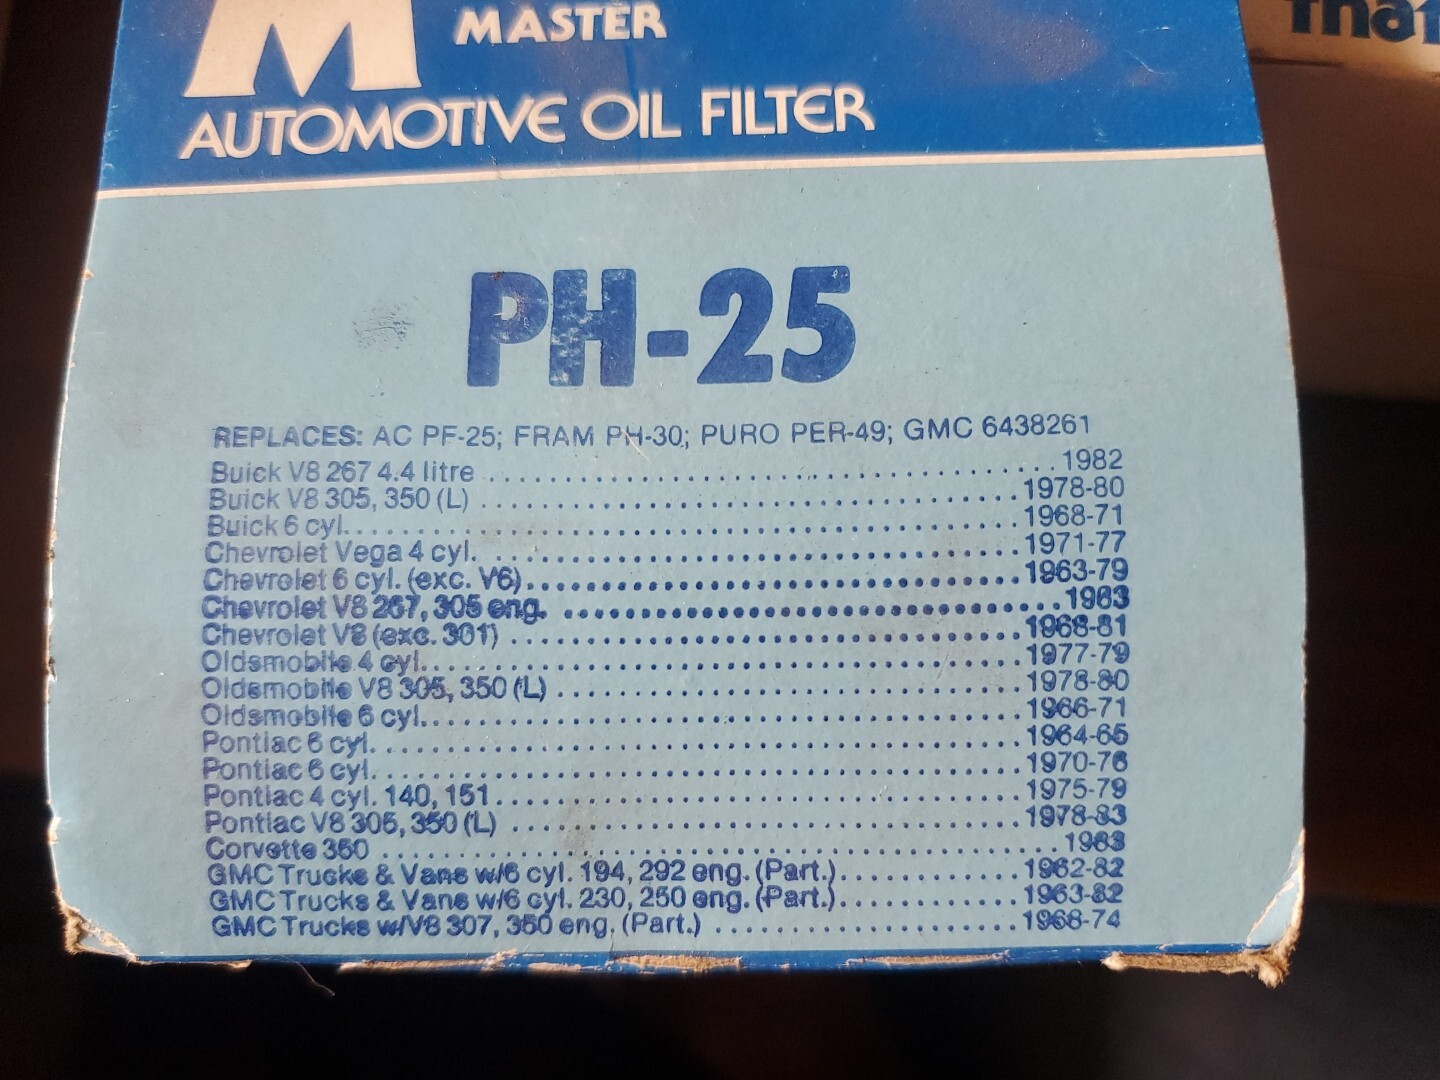 M MASTER
AUTOMOTIVE OIL FILTER
PH-25
REPLACES: AC PF-25; FRAM PH-30; PURO PER-49; GMC 6438261
Buick V8 267 4.4 litre ........................................ 1982
Buick V8 305, 350 (L) ........................................ 1978-80
Buick 6 cyl. ........................................ 1968-71
Chevrolet Vega 4 cyl. ........................................ 1971-77
Chevrolet 6 cyl. (exc. V6) ........................................ 1963-79
Chevrolet V8 267, 305 eng. ........................................ 1983
Chevrolet V8 (exc. 301) ........................................ 1968-81
Oldsmobile 4 cyl. ........................................ 1977-79
Oldsmobile V8 305, 350 (L) ........................................ 1978-80
Oldsmobile 6 cyl. ........................................ 1966-71
Pontiac 6 cyl. ........................................ 1964-65
Pontiac 6 cyl. ........................................ 1970-76
Pontiac 4 cyl. 140, 151 ........................................ 1975-79
Pontiac V8 305, 350 (L) ........................................ 1978-83
Corvette 350 ........................................ 1983
GMC Trucks & Vans w/6 cyl. 194, 292 eng. (Part.) ............. 1962-82
GMC Trucks & Vans w/6 cyl. 230, 250 eng. (Part.) ............. 1963-82
GMC Trucks w/V8 307, 350 eng. (Part.) .................... 1968-74